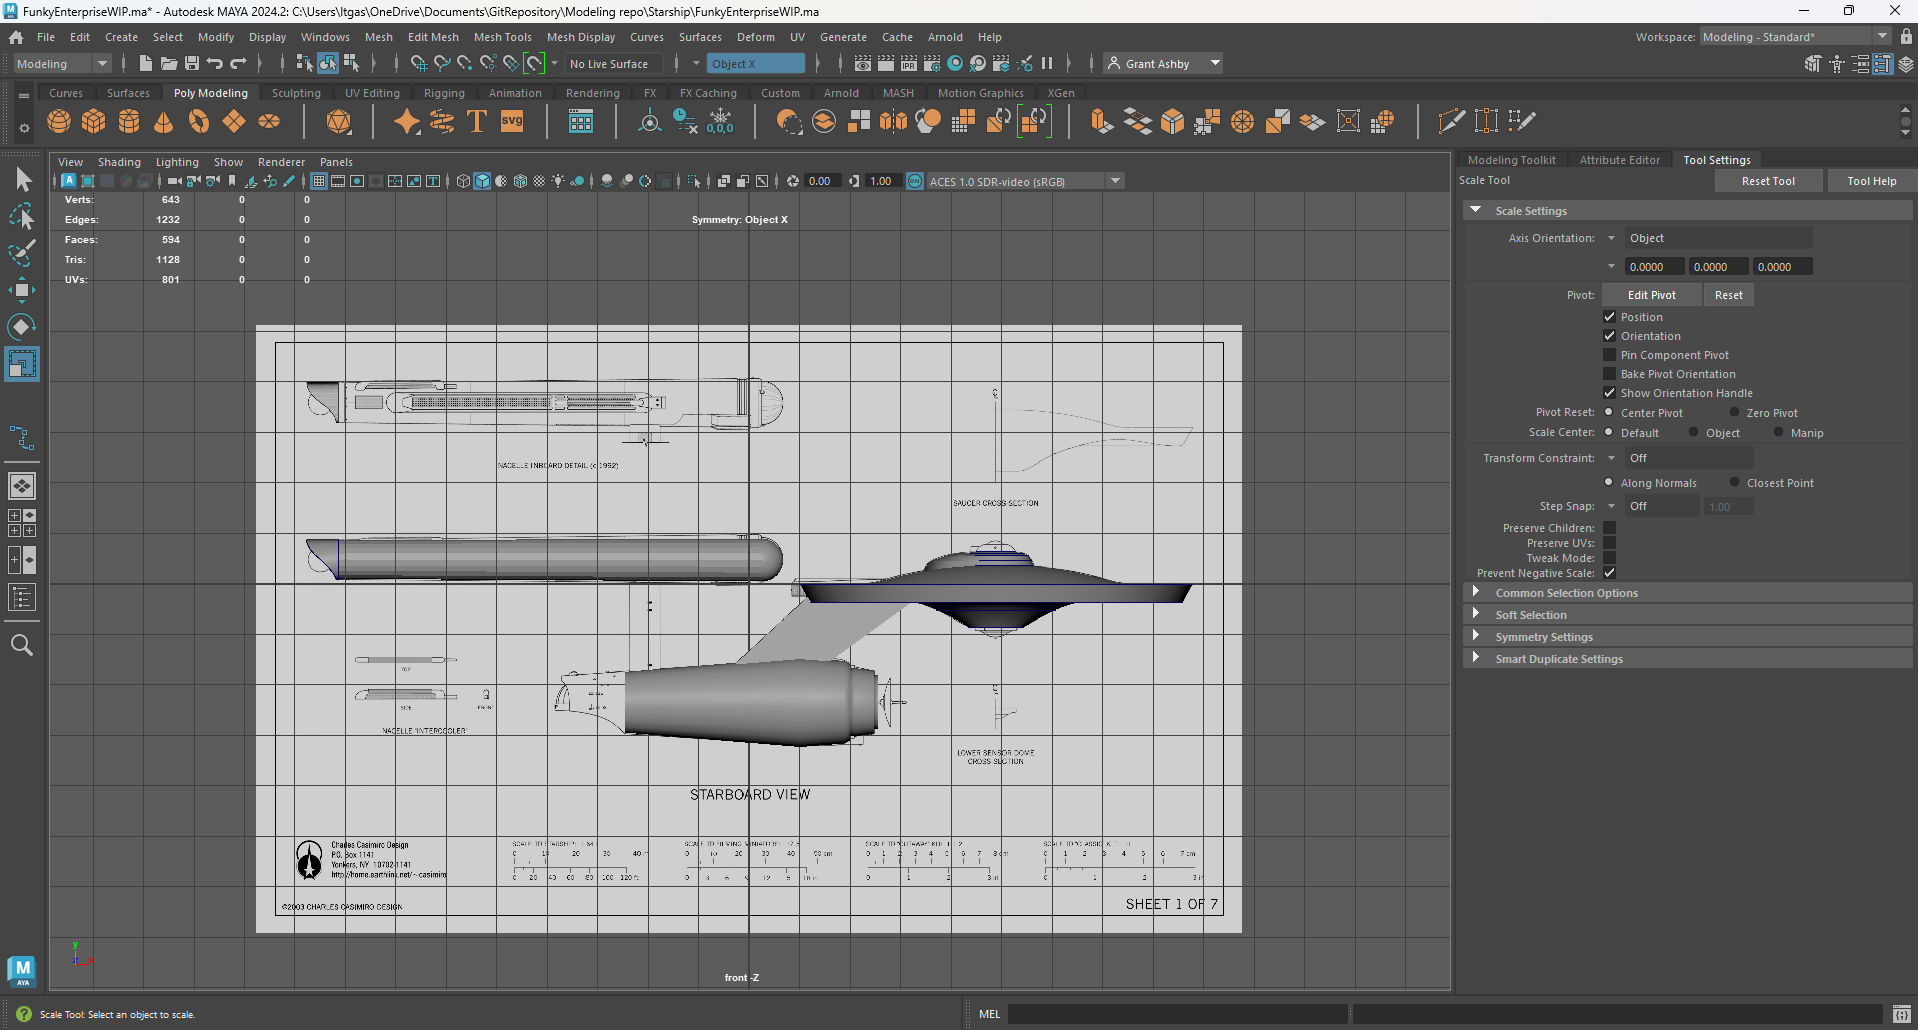 FunkyEnterpriseWIP.ma* - Autodesk MAYA 2024.2: C:\Users\ltgas\OneDrive\Documents\GitRepository\Modeling repo\Starship\FunkyEnterpriseWIP.ma
File Edit Create Select Modify Display Windows Mesh Edit Mesh Mesh Tools Mesh Display Curves Surfaces Deform UV Generate Cache Arnold Help
Workspace: Modeling - Standard*
Modeling
No Live Surface
Object X
Grant Ashby
Curves Surfaces Poly Modeling Sculpting UV Editing Rigging Animation Rendering FX FX Caching Custom Arnold MASH Motion Graphics XGen
View Shading Lighting Show Renderer Panels
0.00 1.00 ON ACES 1.0 SDR-video (sRGB)
Verts: 643 0 0
Edges: 1232 0 0
Faces: 594 0 0
Tris: 1128 0 0
UVs: 801 0 0
Symmetry: Object X
NACELLE INBOARD DETAIL (c 1992)
SAUCER CROSS-SECTION
TOP
SIDE
FRONT
NACELLE 'INTERCOOLER'
LOWER SENSOR DOME
CROSS SECTION
STARBOARD VIEW
Charles Casimiro Design
P.O. Box 1141
Yonkers, NY 10702-1141
http://home.earthlink.net/~casimiro
©2003 CHARLES CASIMIRO DESIGN
SHEET 1 OF 7
front -Z
Modeling Toolkit Attribute Editor Tool Settings
Scale Tool
Reset Tool
Tool Help
Scale Settings
Axis Orientation: Object
0.0000 0.0000 0.0000
Pivot: Edit Pivot Reset
Position
Orientation
Pin Component Pivot
Bake Pivot Orientation
Show Orientation Handle
Pivot Reset: Center Pivot Zero Pivot
Scale Center: Default Object Manip
Transform Constraint: Off
Along Normals Closest Point
Step Snap: Off 1.00
Preserve Children:
Preserve UVs:
Tweak Mode:
Prevent Negative Scale:
Common Selection Options
Soft Selection
Symmetry Settings
Smart Duplicate Settings
Scale Tool: Select an object to scale.
MEL